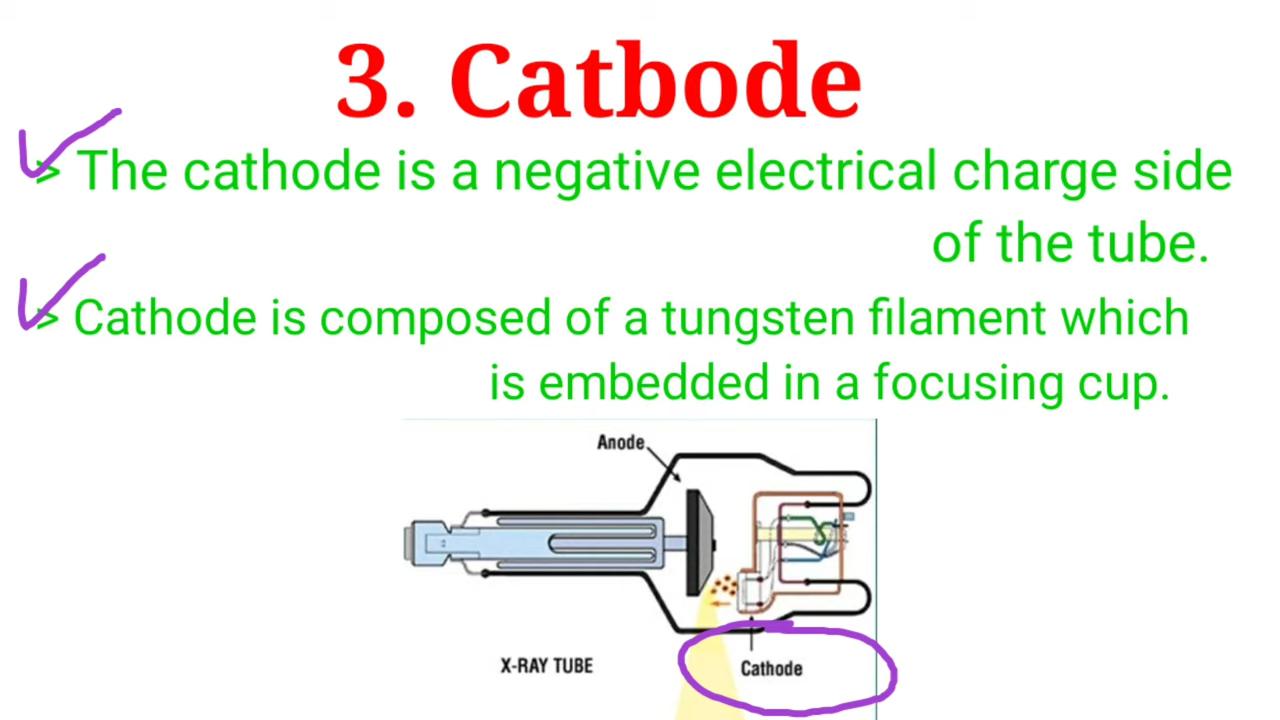 3. Catbode
> The cathode is a negative electrical charge side
of the tube.
> Cathode is composed of a tungsten filament which
is embedded in a focusing cup.
Anode
X-RAY TUBE
Cathode